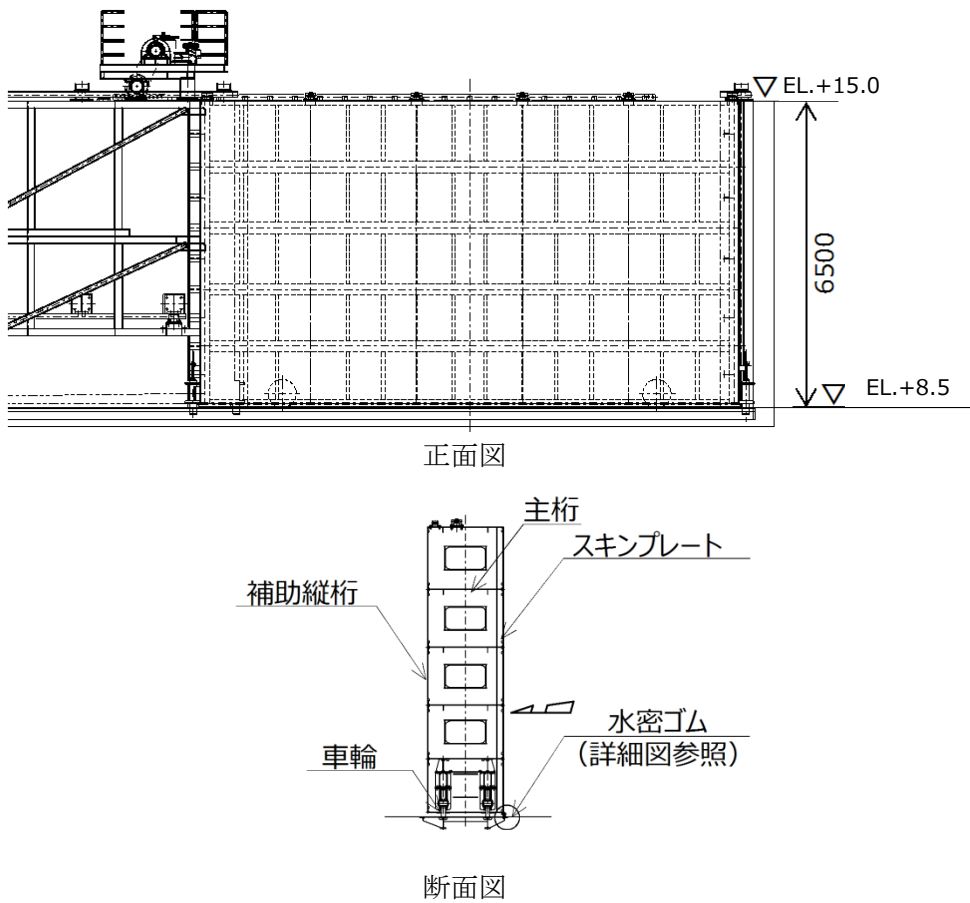 ▽ EL.+15.0
6500
▽ EL.+8.5
正面図
主桁
スキンプレート
補助縦桁
水密ゴム
(詳細図参照)
車輪
断面図